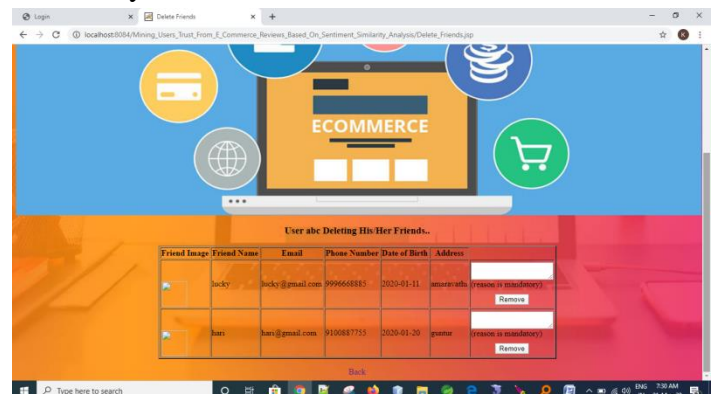 Login
Delete Friends
localhost:8084/Mining_Users_Trust_From_E_Commerce_Reviews_Based_On_Sentiment_Similarity_Analysis/Delete_Friends.jsp
ECOMMERCE
User abc Deleting His/Her Friends..
Friend Image Friend Name Email Phone Number Date of Birth Address
lucky lucky@gmail.com 9996668885 2020-01-11 (reason is mandatory)
Remove
hari hari@gmail.com 9100887755 2020-01-20 guntur (reason is mandatory)
Remove
Back
Type here to search
ENG 7:30 AM